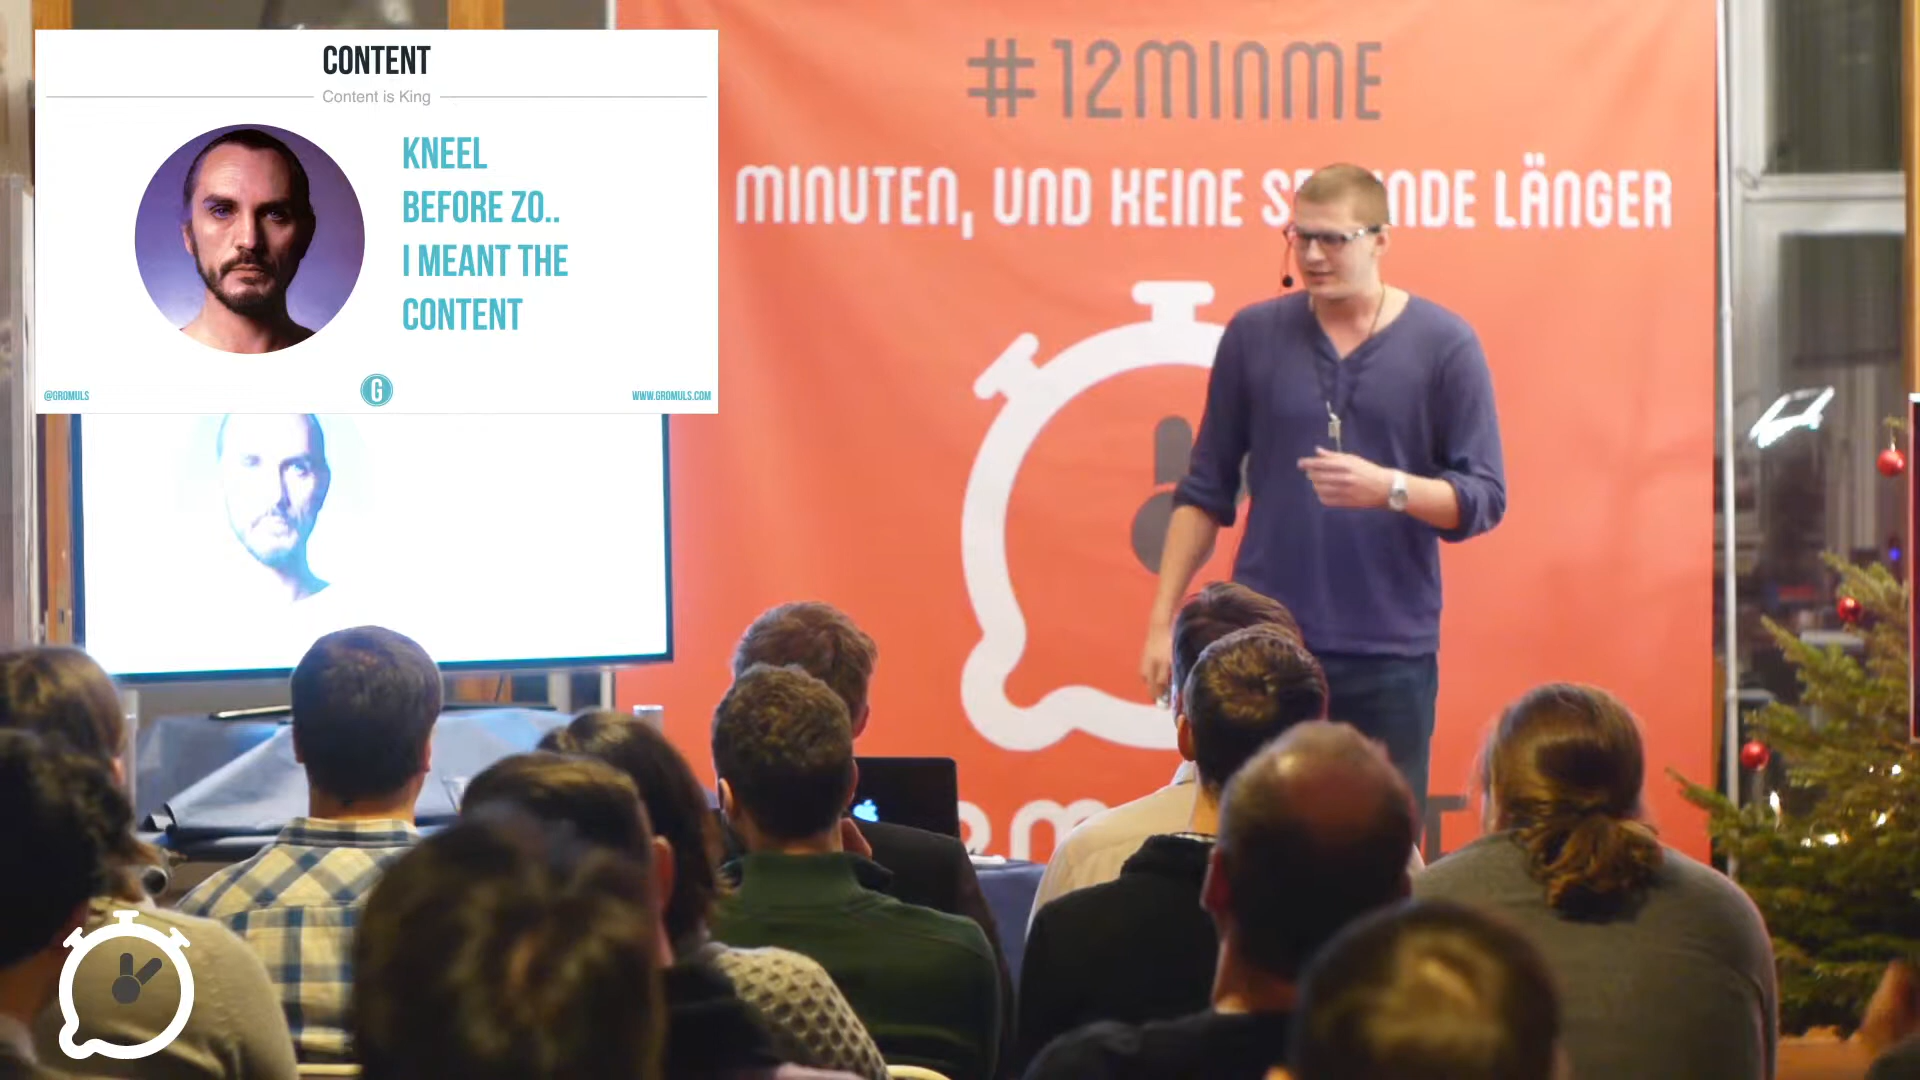 CONTENT
Content is King
KNEEL
BEFORE ZO..
I MEANT THE
CONTENT
@GROMULS
G
WWW.GROMULS.COM
#12MINME
MINUTEN, UND KEINE SEKUNDE LÄNGER